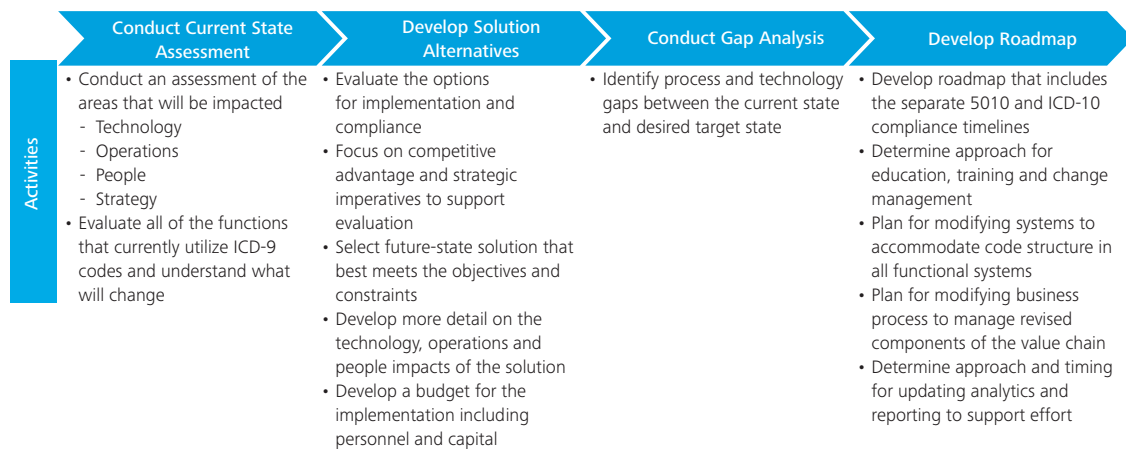 Conduct Current State
Assessment
Develop Solution
Alternatives
Conduct Gap Analysis
Develop Roadmap
Activities
• Conduct an assessment of the
areas that will be impacted
- Technology
- Operations
- People
- Strategy
• Evaluate all of the functions
that currently utilize ICD-9
codes and understand what
will change
• Evaluate the options
for implementation and
compliance
• Focus on competitive
advantage and strategic
imperatives to support
evaluation
• Select future-state solution that
best meets the objectives and
constraints
• Develop more detail on the
technology, operations and
people impacts of the solution
• Develop a budget for the
implementation including
personnel and capital
• Identify process and technology
gaps between the current state
and desired target state
• Develop roadmap that includes
the separate 5010 and ICD-10
compliance timelines
• Determine approach for
education, training and change
management
• Plan for modifying systems to
accommodate code structure in
all functional systems
• Plan for modifying business
process to manage revised
components of the value chain
• Determine approach and timing
for updating analytics and
reporting to support effort